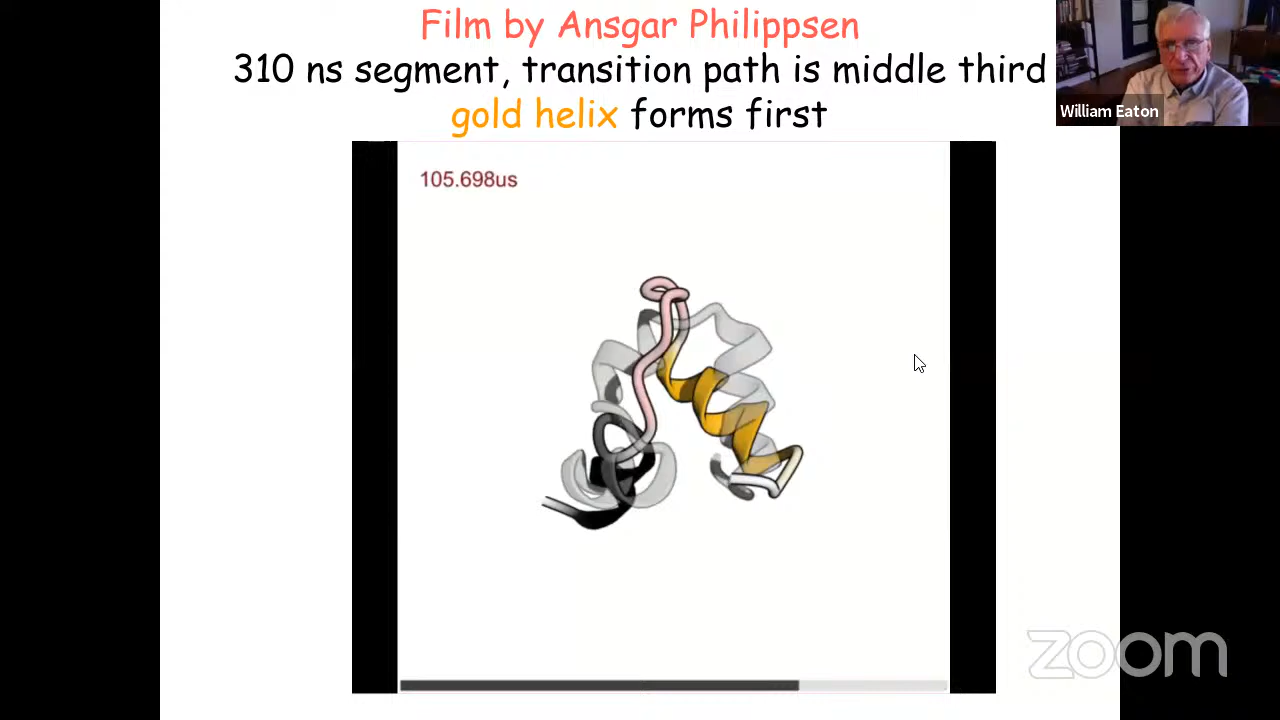 Film by Ansgar Philippsen
310 ns segment, transition path is middle third
gold helix forms first
William Eaton
105.698us
zoom